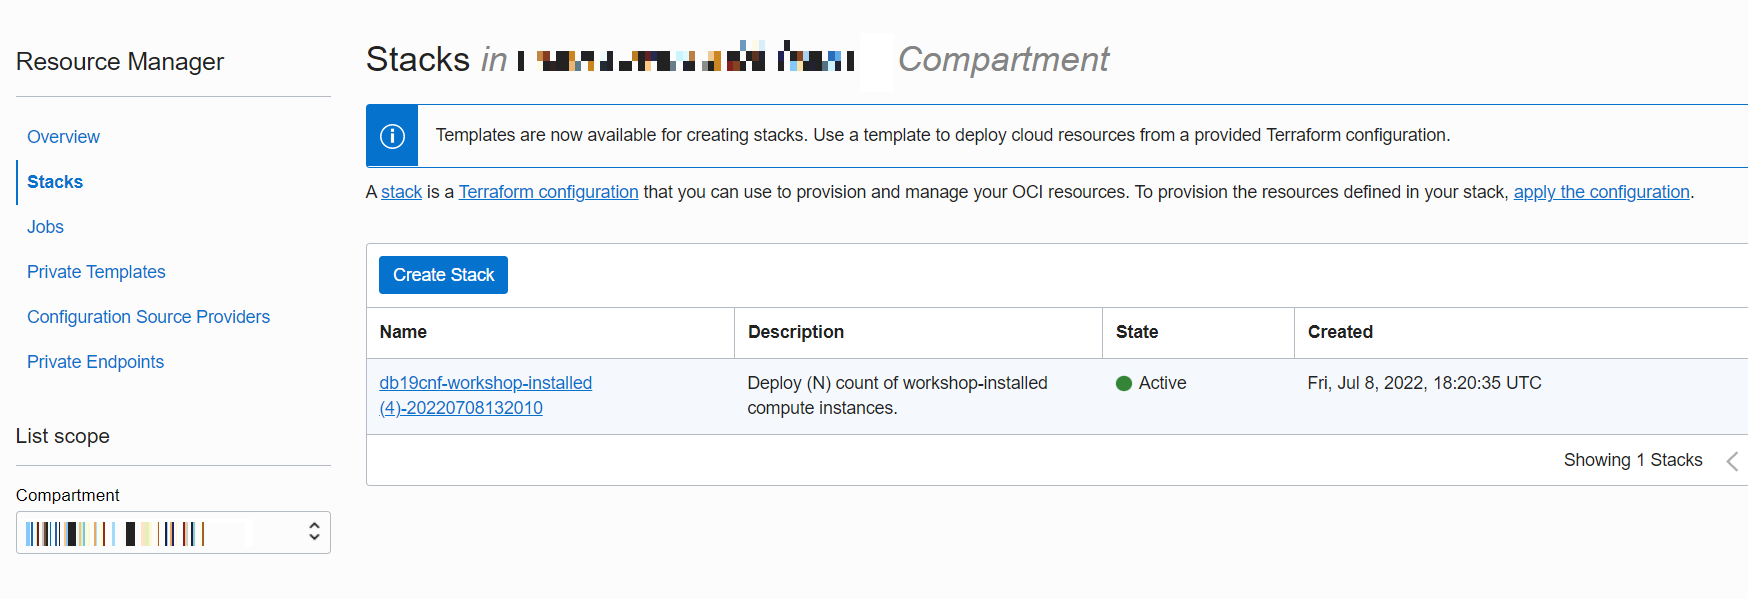 Resource Manager
Overview
Stacks
Jobs
Private Templates
Configuration Source Providers
Private Endpoints
List scope
Compartment
Stacks in Compartment
Templates are now available for creating stacks. Use a template to deploy cloud resources from a provided Terraform configuration.
A stack is a Terraform configuration that you can use to provision and manage your OCI resources. To provision the resources defined in your stack, apply the configuration.
Create Stack
Name Description State Created
db19cnf-workshop-installed
(4)-20220708132010
Deploy (N) count of workshop-installed
compute instances.
Active
Fri, Jul 8, 2022, 18:20:35 UTC
Showing 1 Stacks